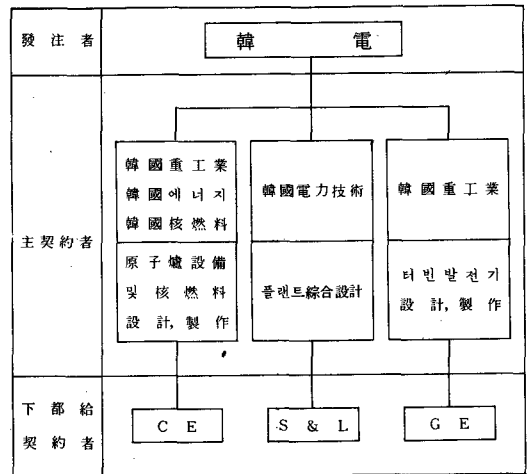 發注者
韓電
主契約者
韓國重工業
韓國에너지
韓國核燃料
原子爐設備
및 核燃料
設計, 製作
韓國電力技術
플랜트綜合設計
韓國重工業
터빈발전기
設計, 製作
下都給
契約者
CE
S & L
GE